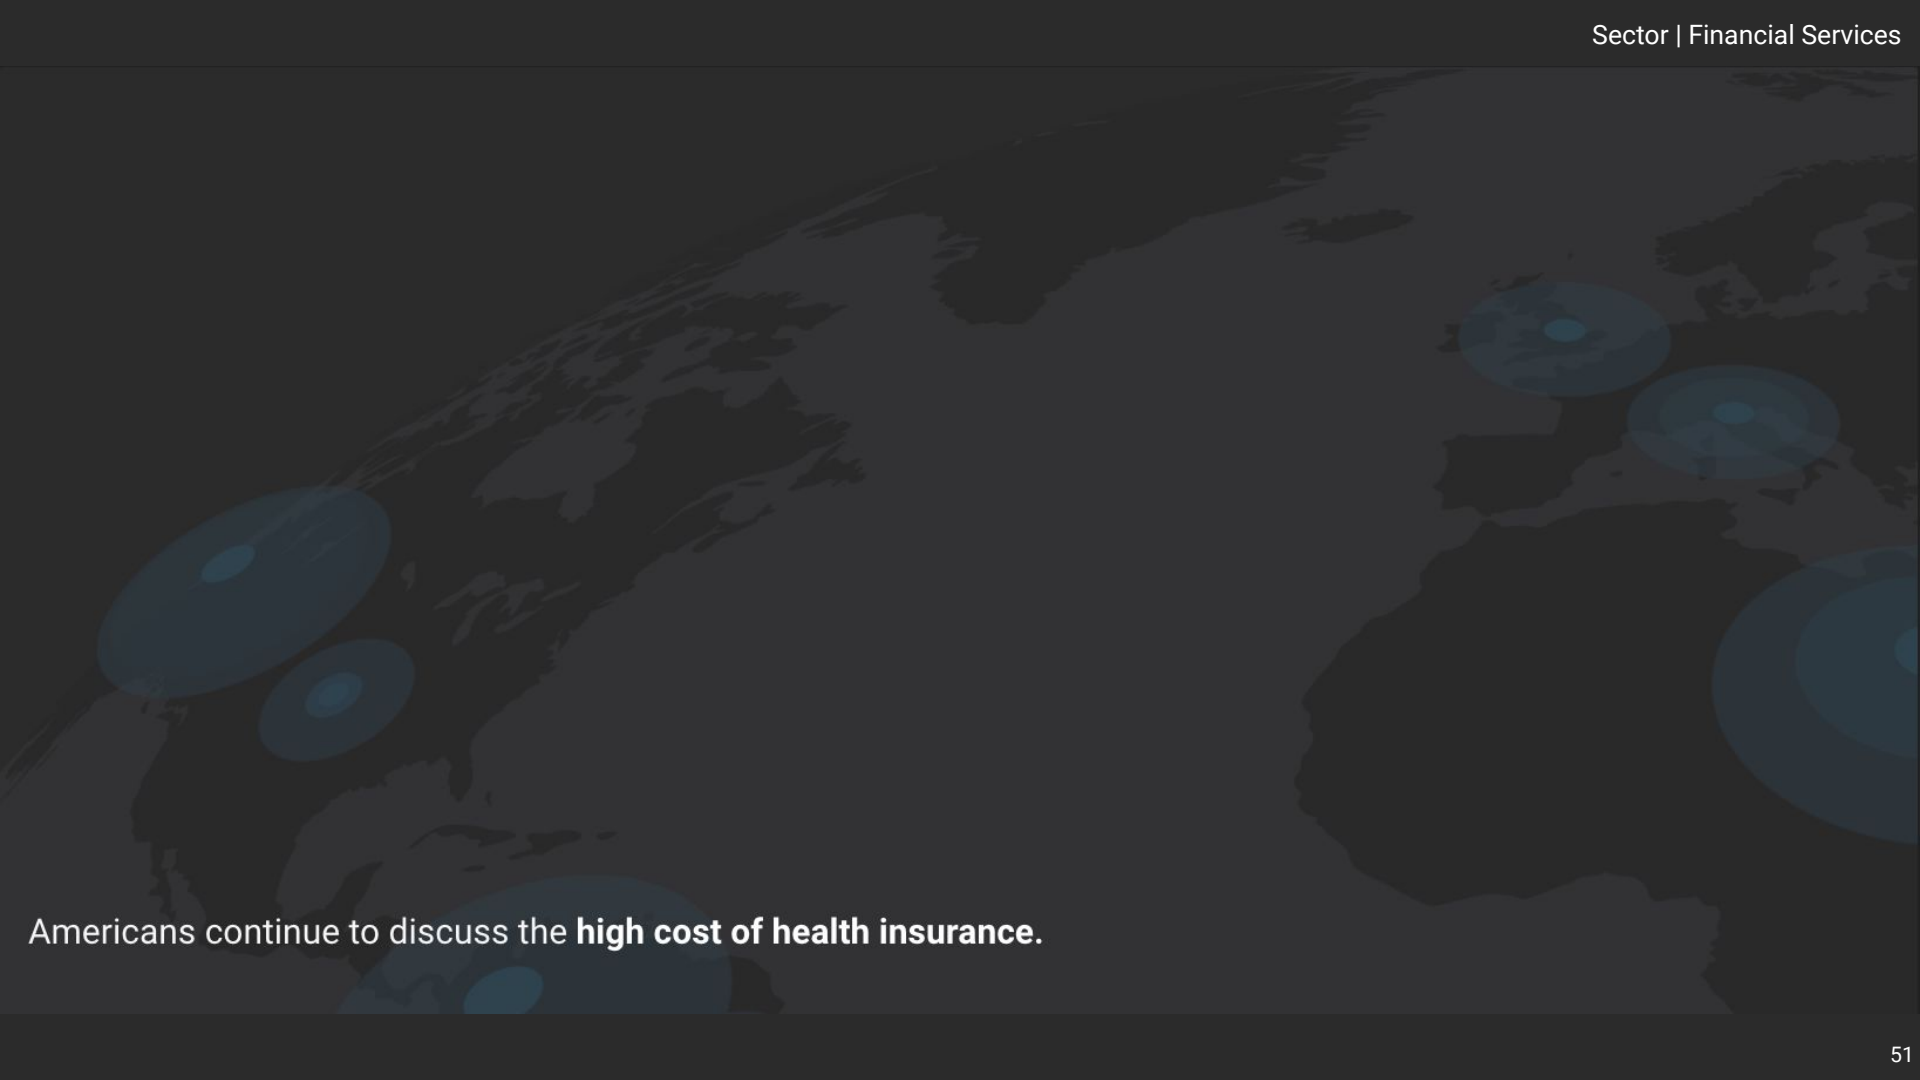 Sector | Financial Services
Americans continue to discuss the high cost of health insurance.
51